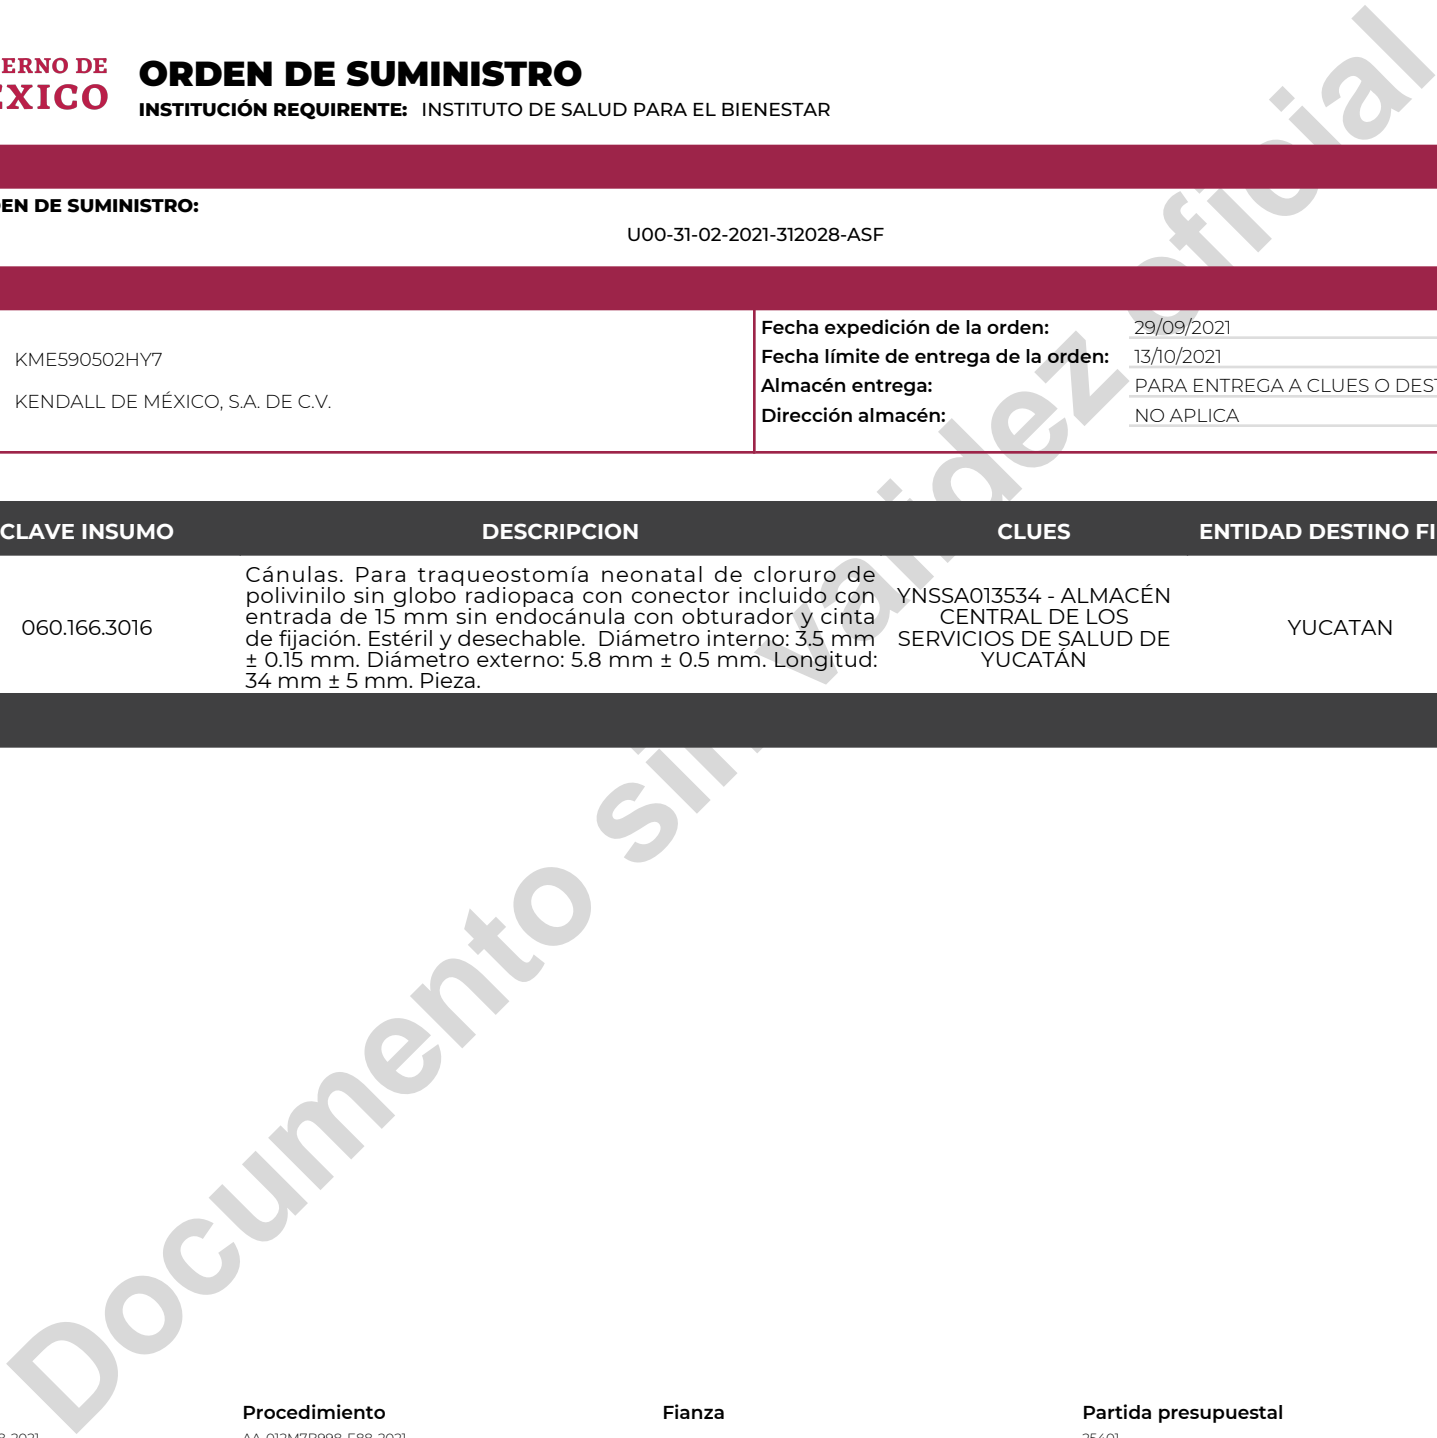 ERNO DE
ÉXICO
ORDEN DE SUMINISTRO
INSTITUCIÓN REQUIRENTE: INSTITUTO DE SALUD PARA EL BIENESTAR
EN DE SUMINISTRO:
U00-31-02-2021-312028-ASF
KME590502HY7
KENDALL DE MÉXICO, S.A. DE C.V.
Fecha expedición de la orden: 29/09/2021
Fecha límite de entrega de la orden: 13/10/2021
Almacén entrega: PARA ENTREGA A CLUES O DEST
Dirección almacén: NO APLICA
CLAVE INSUMO DESCRIPCION CLUES ENTIDAD DESTINO FI
060.166.3016
Cánulas. Para traqueostomía neonatal de cloruro de
polivinilo sin globo radiopaca con conector incluido con
entrada de 15 mm sin endocánula con obturador y cinta
de fijación. Estéril y desechable. Diámetro interno: 3.5 mm
± 0.15 mm. Diámetro externo: 5.8 mm ± 0.5 mm. Longitud:
34 mm ± 5 mm. Pieza.
YNSSA013534 - ALMACÉN
CENTRAL DE LOS
SERVICIOS DE SALUD DE
YUCATÁN
YUCATAN
Documento sin validez oficial
Procedimiento Fianza Partida presupuestal